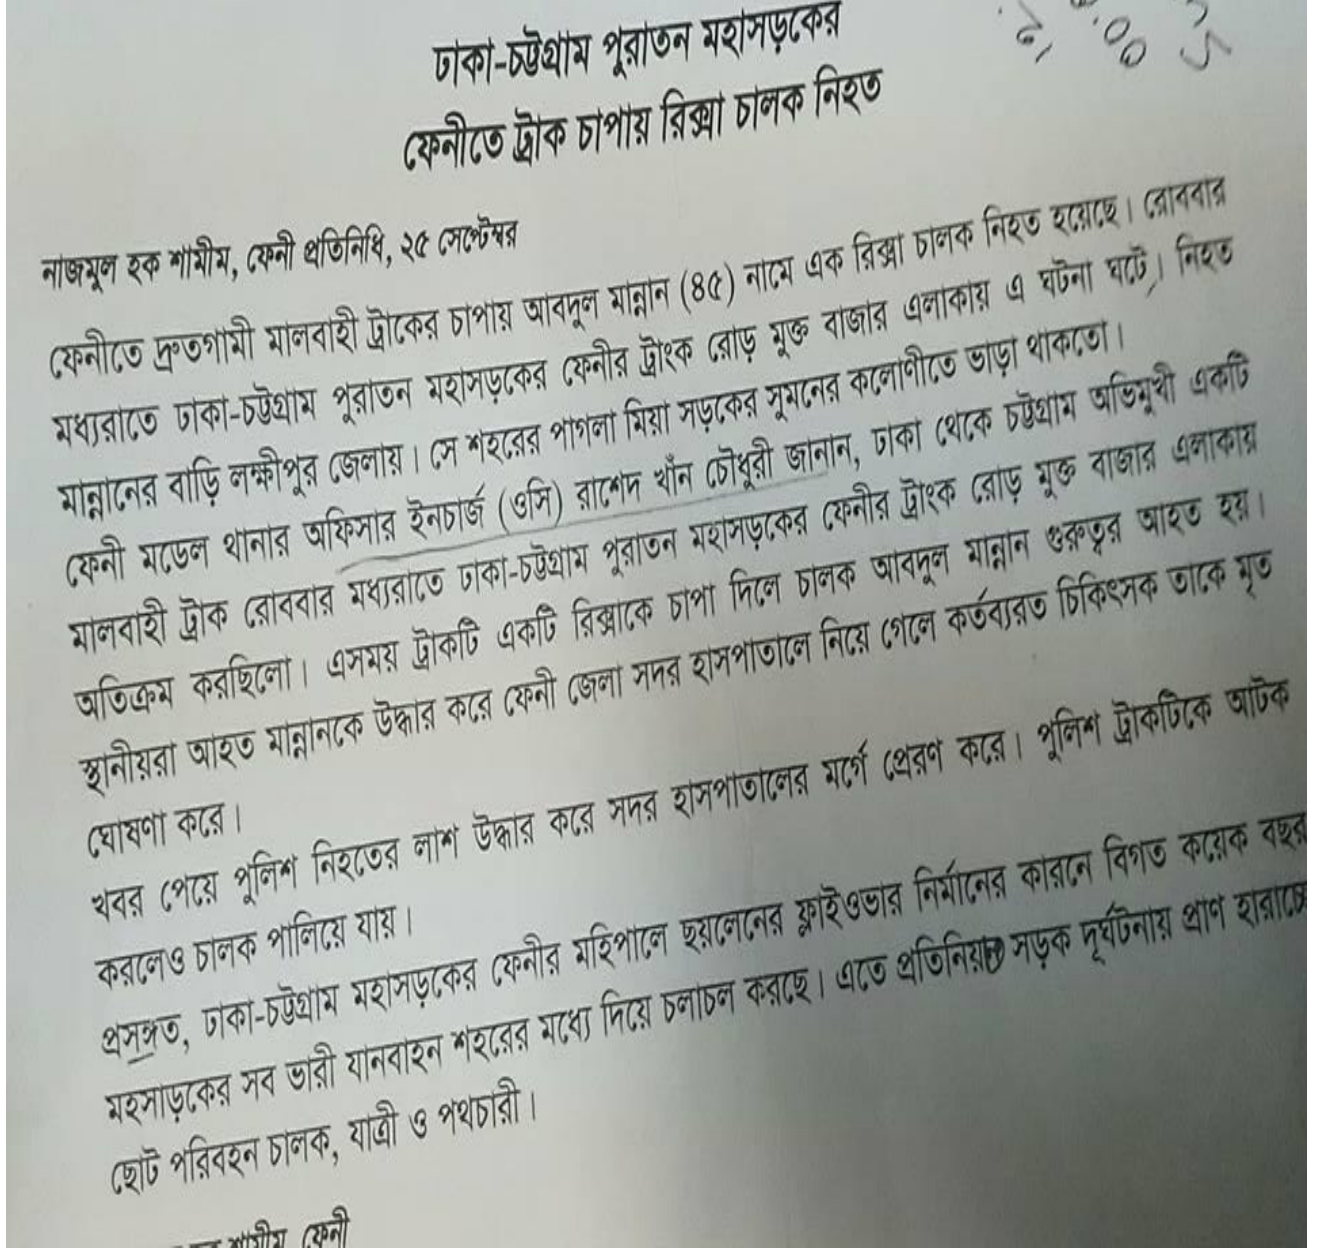 ঢাকা-চট্টগ্রাম পুরাতন মহাসড়কের
ফেনীতে ট্রাক চাপায় রিক্সা চালক নিহত
নাজমুল হক শামীম, ফেনী প্রতিনিধি, ২৫ সেপ্টেম্বর
ফেনীতে দ্রুতগামী মালবাহী ট্রাকের চাপায় আবদুল মান্নান (৪৫) নামে এক রিক্সা চালক নিহত হয়েছে। রোববার
মধ্যরাতে ঢাকা-চট্টগ্রাম পুরাতন মহাসড়কের ফেনীর ট্রাংক রোড় মুক্ত বাজার এলাকায় এ ঘটনা ঘটে। নিহত
মান্নানের বাড়ি লক্ষীপুর জেলায়। সে শহরের পাগলা মিয়া সড়কের সুমনের কলোণীতে ভাড়া থাকতো।
ফেনী মডেল থানার অফিসার ইনচার্জ (ওসি) রাশেদ খাঁন চৌধুরী জানান, ঢাকা থেকে চট্টগ্রাম অভিমুখী একটি
মালবাহী ট্রাক রোববার মধ্যরাতে ঢাকা-চট্টগ্রাম পুরাতন মহাসড়কের ফেনীর ট্রাংক রোড় মুক্ত বাজার এলাকায়
অতিক্রম করছিলো। এসময় ট্রাকটি একটি রিক্সাকে চাপা দিলে চালক আবদুল মান্নান গুরুত্বর আহত হয়।
স্থানীয়রা আহত মান্নানকে উদ্ধার করে ফেনী জেলা সদর হাসপাতালে নিয়ে গেলে কর্তব্যরত চিকিৎসক তাকে মৃত
ঘোষণা করে।
খবর পেয়ে পুলিশ নিহতের লাশ উদ্ধার করে সদর হাসপাতালের মর্গে প্রেরণ করে। পুলিশ ট্রাকটিকে আটক
করলেও চালক পালিয়ে যায়।
প্রসঙ্গত, ঢাকা-চট্টগ্রাম মহাসড়কের ফেনীর মহিপালে ছয়লেনের ফ্লাইওভার নির্মানের কারনে বিগত কয়েক বছর
মহসাড়কের সব ভারী যানবাহন শহরের মধ্যে দিয়ে চলাচল করছে। এতে প্রতিনিয়ত সড়ক দূর্ঘটনায় প্রাণ হারাচ্ছে
ছোট পরিবহন চালক, যাত্রী ও পথচারী।
শামীম ফেনী